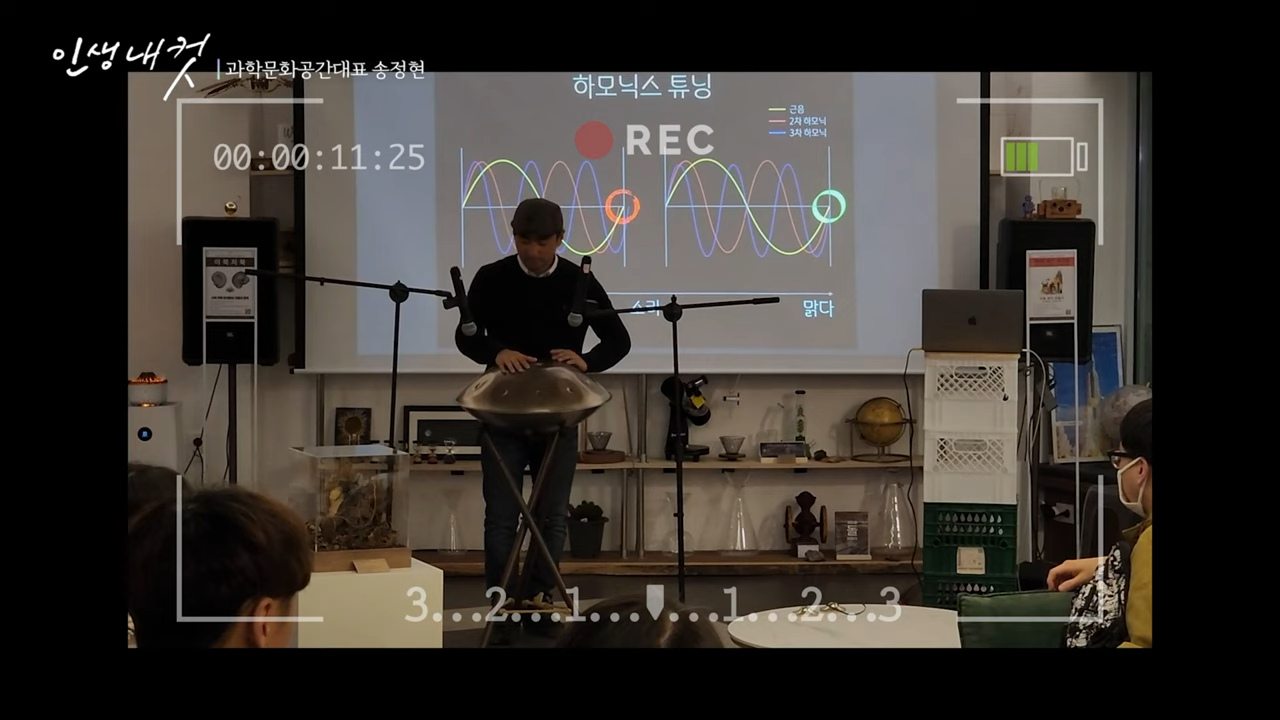 인생내컷
과학문화공간대표 송정현
하모닉스 튜닝
근음
2차 하모닉
3차 하모닉
REC
00:00:11:25
소리
맑다
3...2...1... ...1...2...3